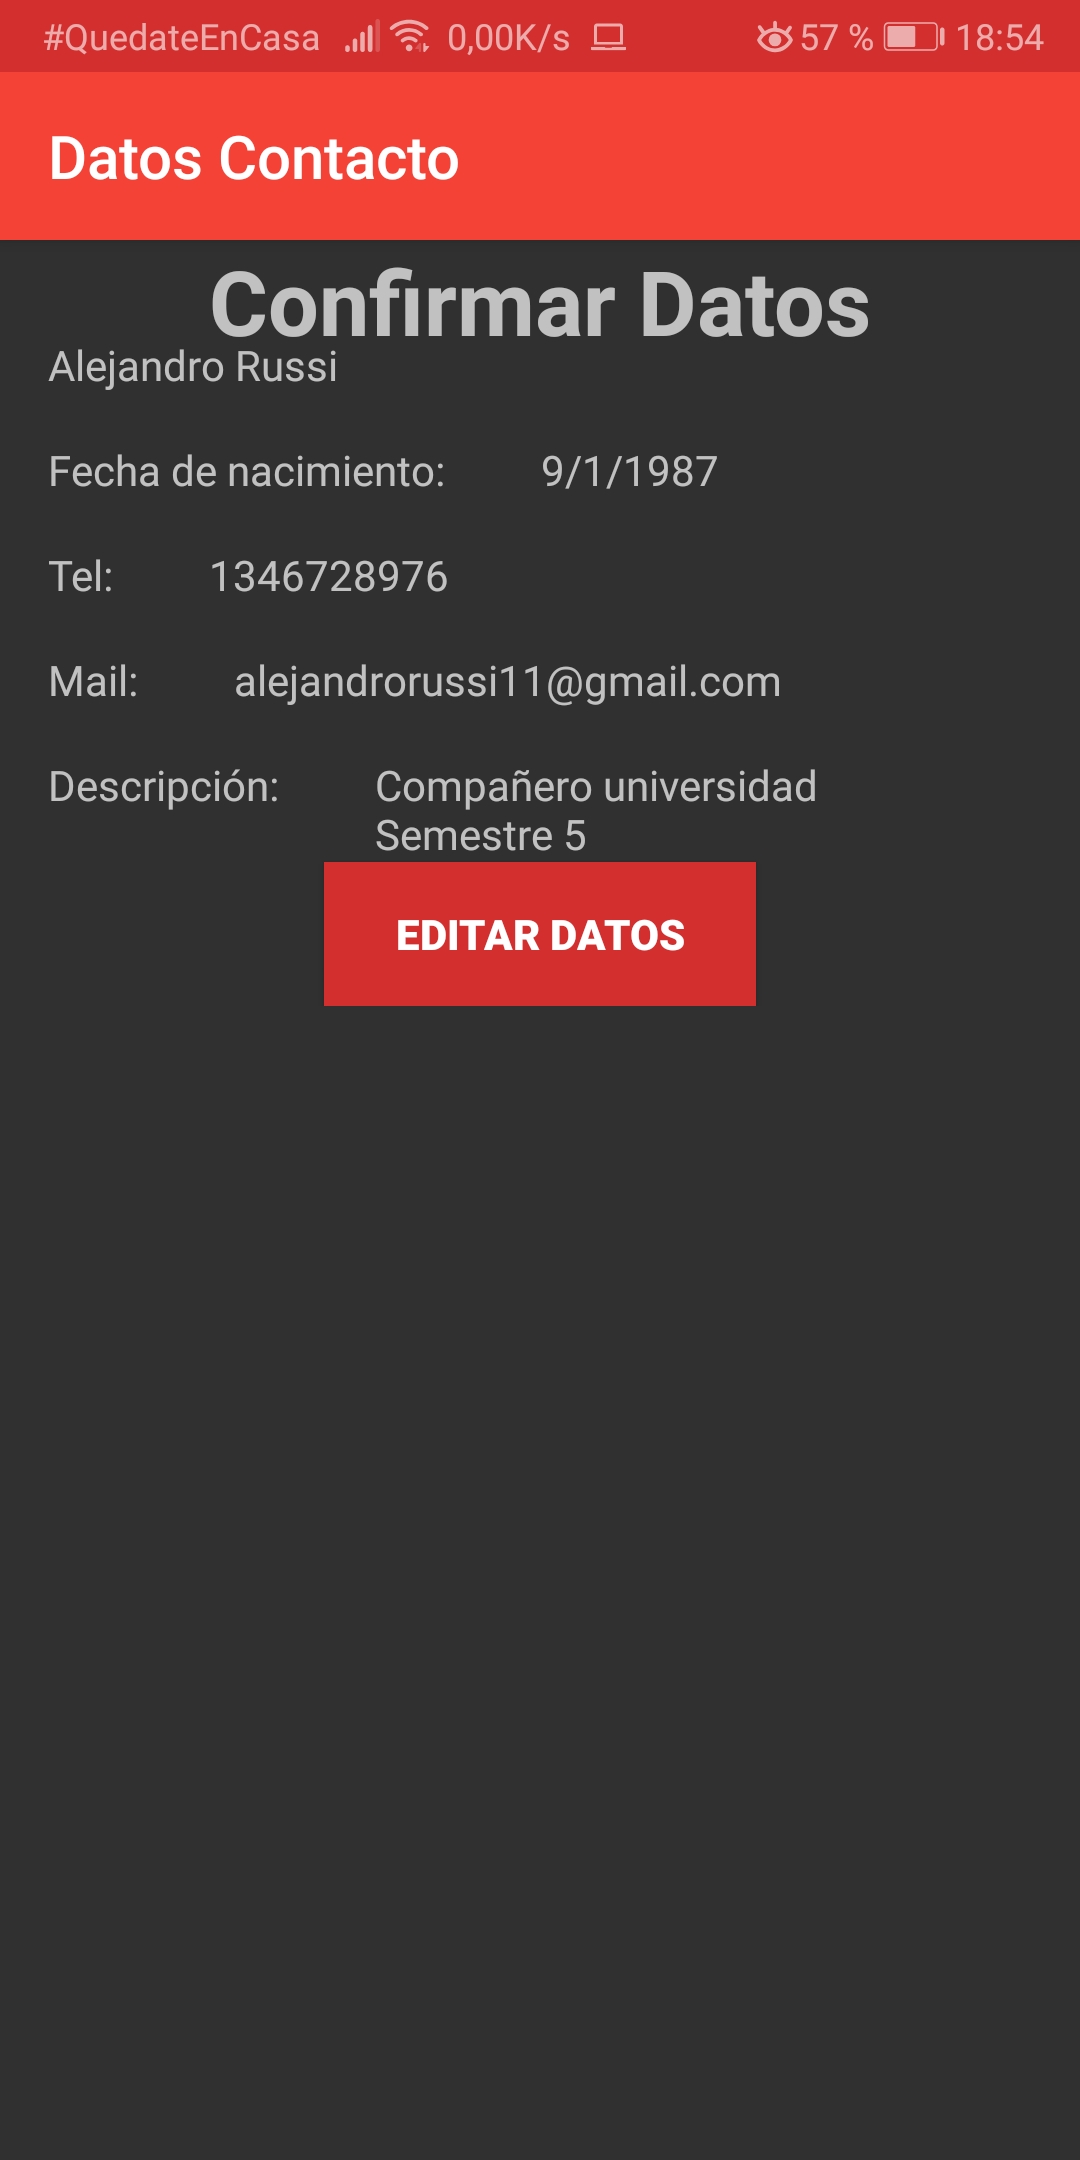 #QuedateEnCasa 0,00K/s 57 % 18:54
Datos Contacto
Confirmar Datos
Alejandro Russi
Fecha de nacimiento: 9/1/1987
Tel: 1346728976
Mail: alejandrorussi11@gmail.com
Descripción: Compañero universidad
Semestre 5
EDITAR DATOS